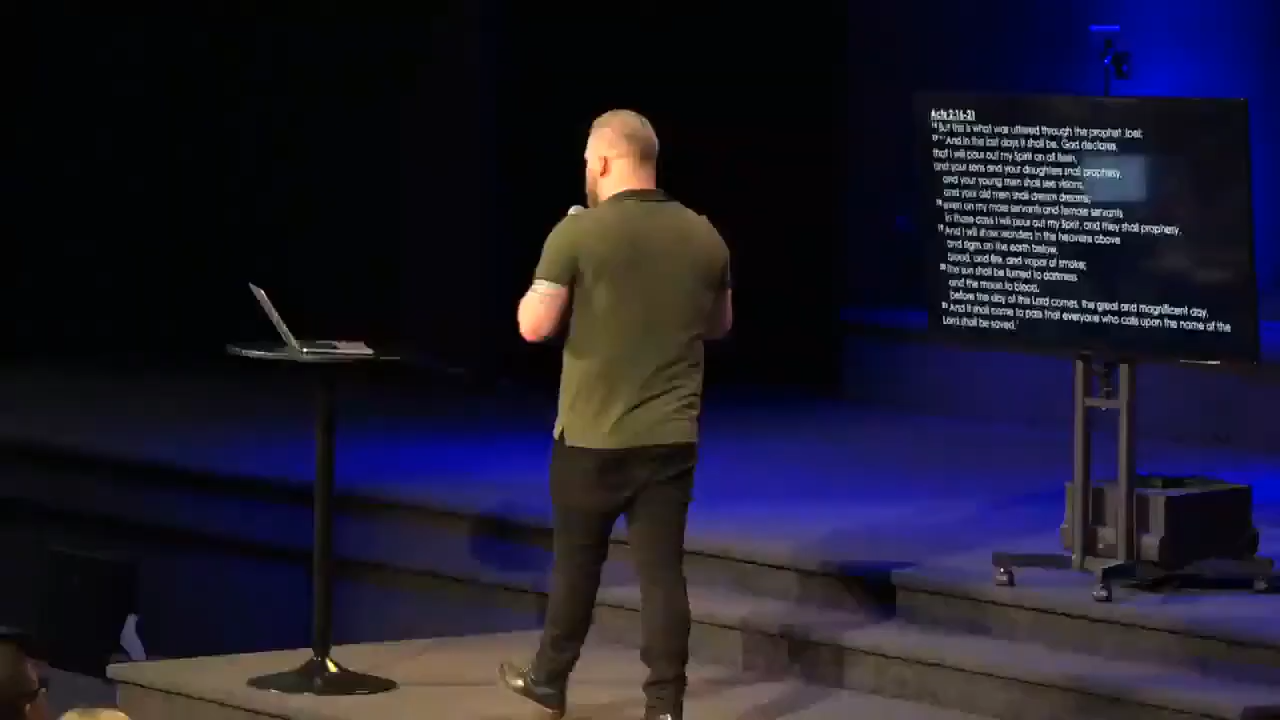 Acts 2:16-21
16 But this is what was uttered through the prophet Joel:
17 "'And in the last days it shall be, God declares,
that I will pour out my Spirit on all flesh,
and your sons and your daughters shall prophesy,
and your young men shall see visions,
and your old men shall dream dreams;
18 even on my male servants and female servants
in those days I will pour out my Spirit, and they shall prophesy.
19 And I will show wonders in the heavens above
and signs on the earth below,
blood, and fire, and vapor of smoke;
20 the sun shall be turned to darkness
and the moon to blood,
before the day of the Lord comes, the great and magnificent day.
21 And it shall come to pass that everyone who calls upon the name of the
Lord shall be saved.'